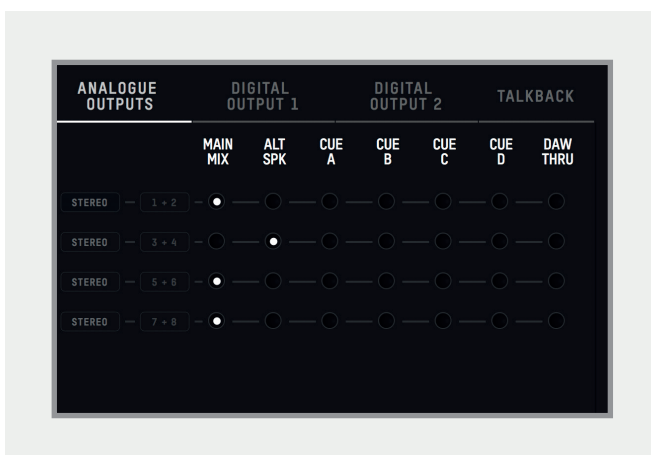 ANALOGUE OUTPUTS
DIGITAL OUTPUT 1
DIGITAL OUTPUT 2
TALKBACK
MAIN MIX
ALT SPK
CUE A
CUE B
CUE C
CUE D
DAW THRU
STEREO 1 + 2
STEREO 3 + 4
STEREO 5 + 6
STEREO 7 + 8